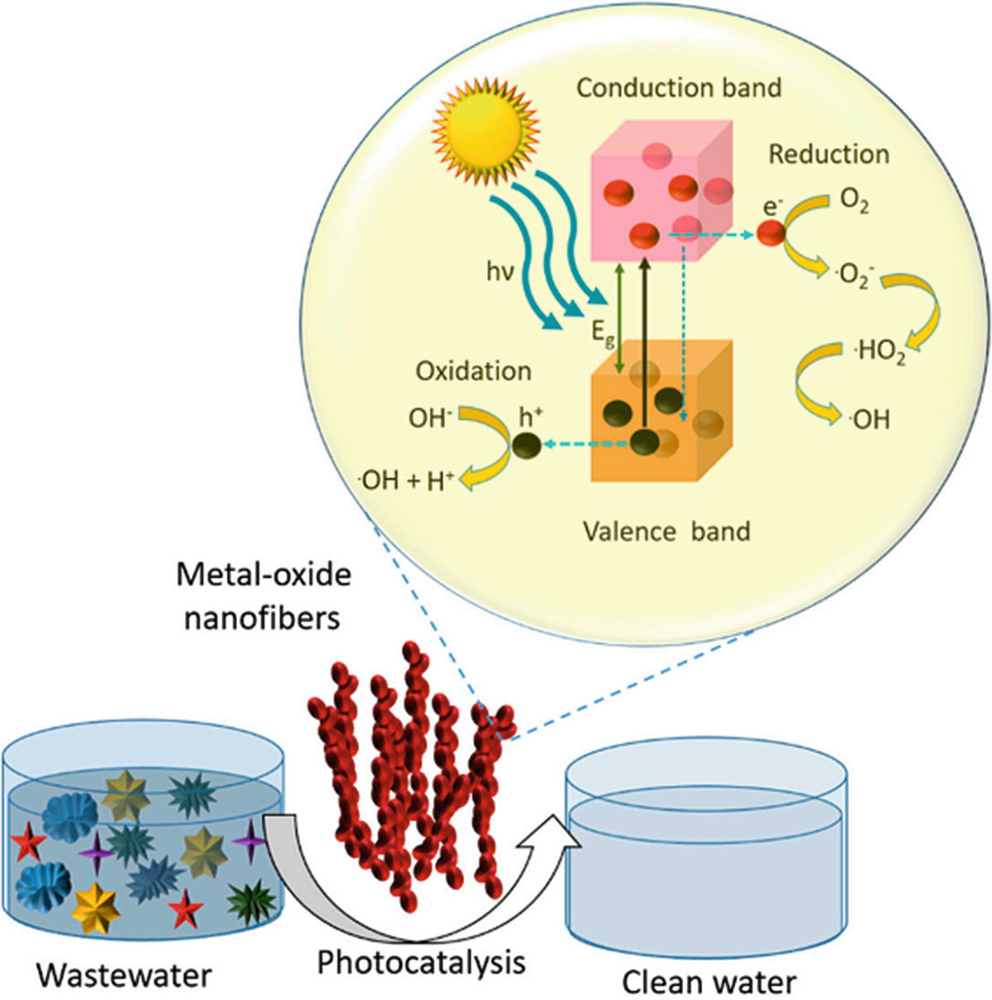 Conduction band
Reduction
e⁻
O₂
hν
·O₂⁻
E_g
·HO₂
Oxidation
OH⁻
h⁺
·OH
·OH + H⁺
Valence band
Metal-oxide
nanofibers
Wastewater
Photocatalysis
Clean water